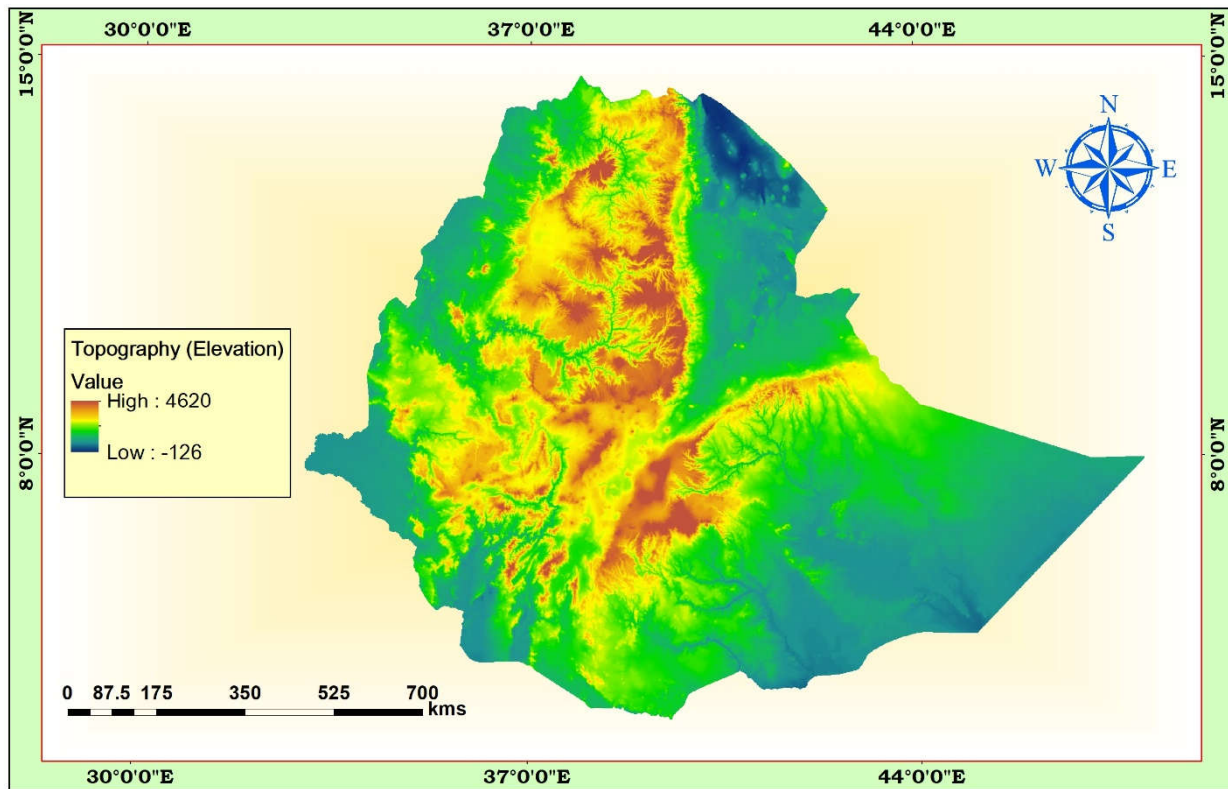 30°0'0"E 37°0'0"E 44°0'0"E
15°0'0"N 15°0'0"N
N
W E
S
Topography (Elevation)
Value
High : 4620
Low : -126
8°0'0"N 8°0'0"N
0 87.5 175 350 525 700
kms
30°0'0"E 37°0'0"E 44°0'0"E